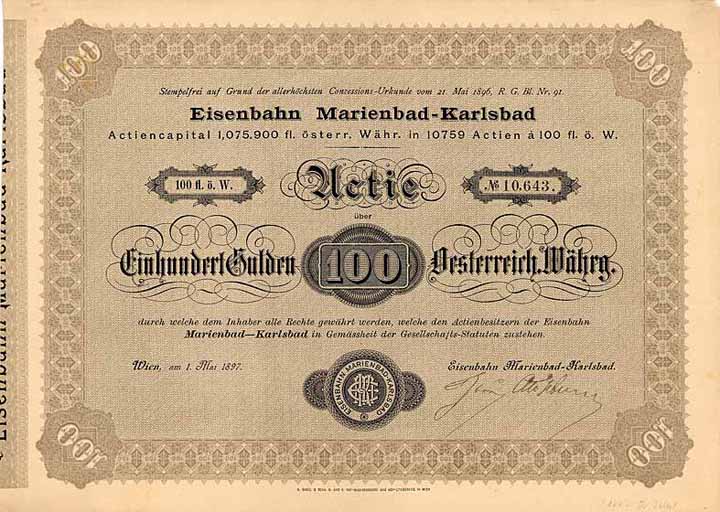 100
100
Stempelfrei auf Grund der allerhöchsten Concessions-Urkunde vom 21. Mai 1896, R. G. Bl. Nr. 91.
Eisenbahn Marienbad-Karlsbad
Actiencapital 1,075.900 fl. österr. Währ. in 10759 Actien á 100 fl. ö. W.
100 fl. ö. W.
Actie
№ 10.643.
über
Einhundert Gulden
100
Oesterreich. Währg.
durch welche dem Inhaber alle Rechte gewährt werden, welche den Actienbesitzern der Eisenbahn
Marienbad—Karlsbad in Gemässheit der Gesellschafts-Statuten zustehen.
Wien, am 1. Mai 1897.
Eisenbahn Marienbad-Karlsbad.
EISENBAHN MARIENBAD-KARLSBAD
100
100
Eisenbahn Marienbad-Karlsbad